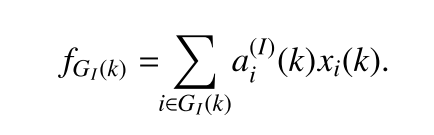 $f_{G_I(k)} = \sum_{i \in G_I(k)} a_i^{(I)}(k) x_i(k).$